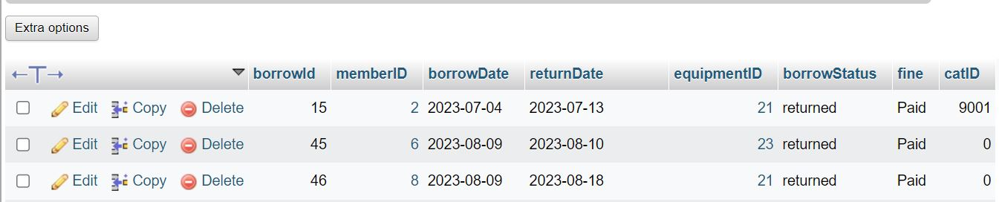 Extra options
borrowId memberID borrowDate returnDate equipmentID borrowStatus fine catID
Edit Copy Delete 15 2 2023-07-04 2023-07-13 21 returned Paid 9001
Edit Copy Delete 45 6 2023-08-09 2023-08-10 23 returned Paid 0
Edit Copy Delete 46 8 2023-08-09 2023-08-18 21 returned Paid 0